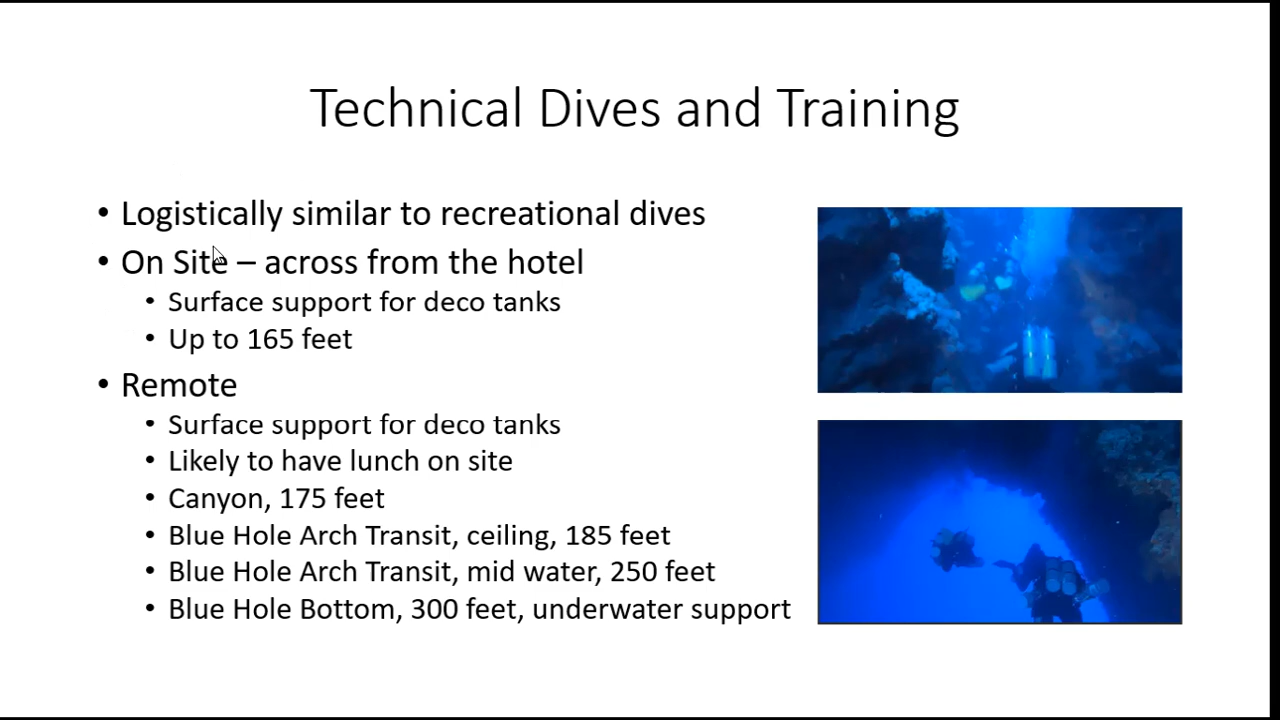 Technical Dives and Training
• Logistically similar to recreational dives
• On Site – across from the hotel
• Surface support for deco tanks
• Up to 165 feet
• Remote
• Surface support for deco tanks
• Likely to have lunch on site
• Canyon, 175 feet
• Blue Hole Arch Transit, ceiling, 185 feet
• Blue Hole Arch Transit, mid water, 250 feet
• Blue Hole Bottom, 300 feet, underwater support